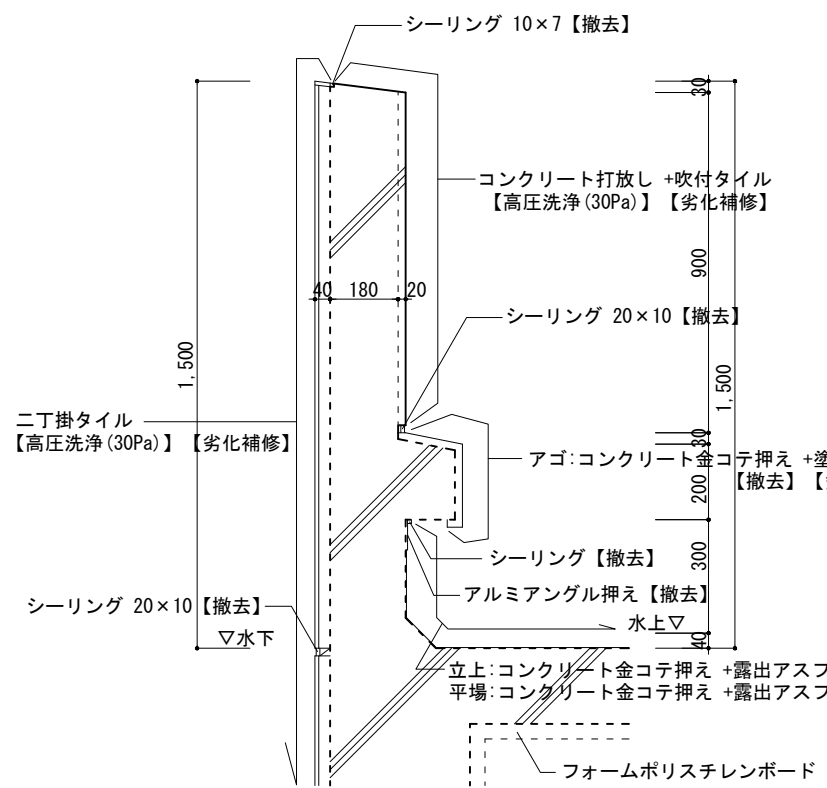 シーリング 10×7【撤去】
30
コンクリート打放し +吹付タイル
【高圧洗浄(30Pa)】【劣化補修】
900
40 180 20
シーリング 20×10【撤去】
1,500
1,500
二丁掛タイル
【高圧洗浄(30Pa)】【劣化補修】
30
アゴ:コンクリート金コテ押え +塗
【撤去】【
200
シーリング【撤去】
300
アルミアングル押え【撤去】
シーリング 20×10【撤去】
水上▽
▽水下
40
立上:コンクリート金コテ押え +露出アスフ
平場:コンクリート金コテ押え +露出アスフ
フォームポリスチレンボード